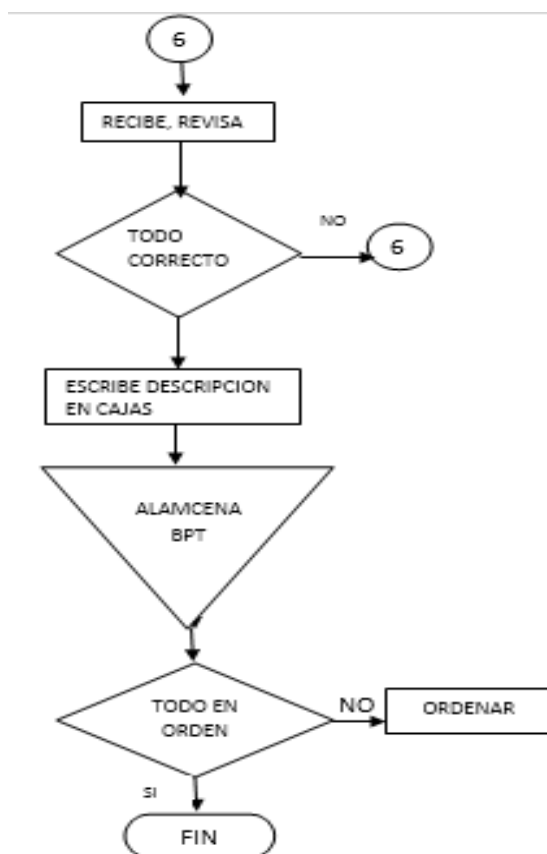 6
RECIBE, REVISA
TODO
CORRECTO
NO
6
ESCRIBE DESCRIPCION
EN CAJAS
ALAMCENA
BPT
TODO EN
ORDEN
NO
ORDENAR
SI
FIN